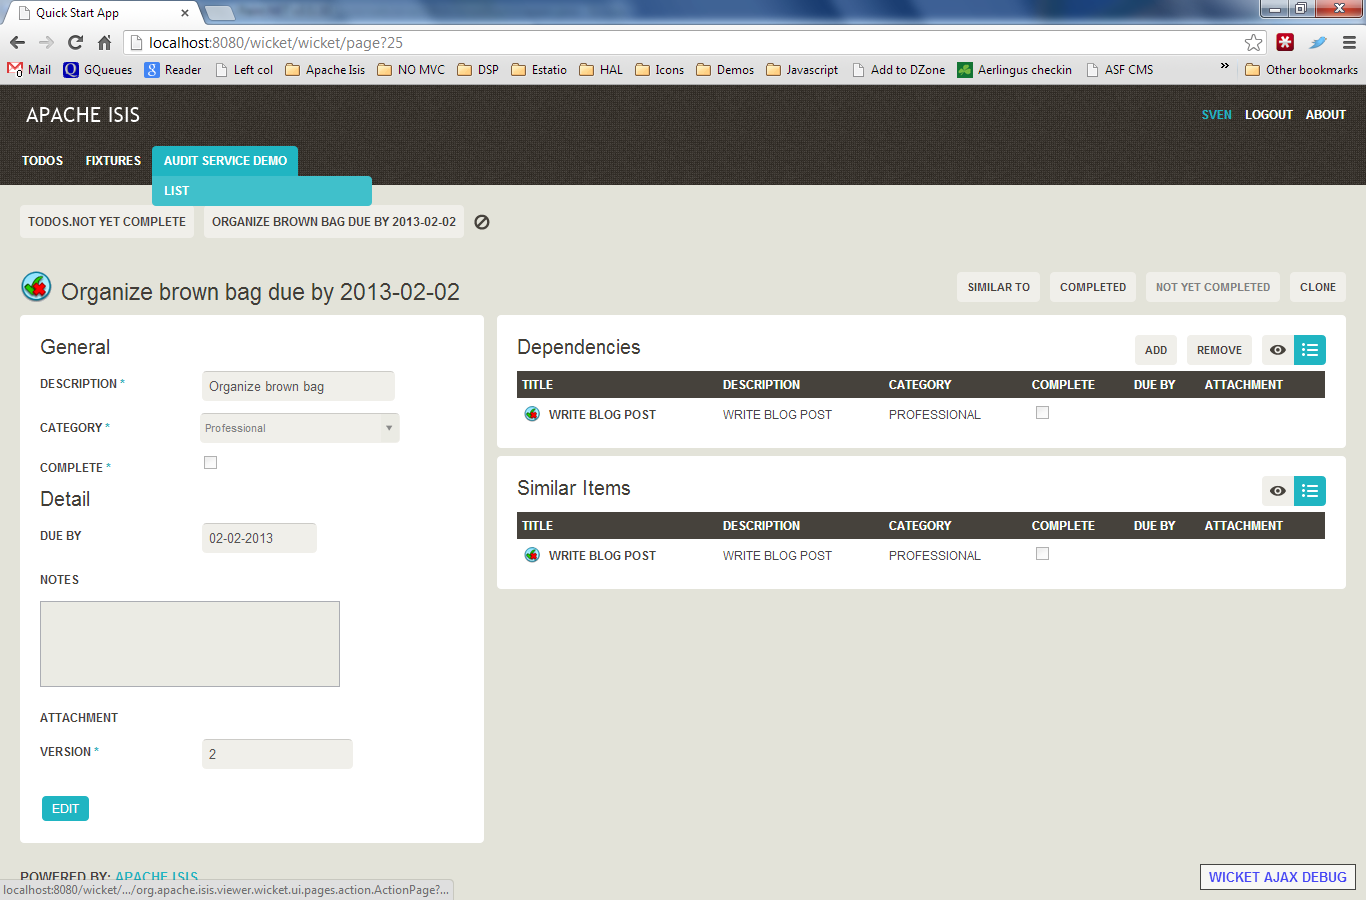 Quick Start App
localhost:8080/wicket/wicket/page?25
Mail GQueues Reader Left col Apache Isis NO MVC DSP Estatio HAL Icons Demos Javascript Add to DZone Aerlingus checkin ASF CMS » Other bookmarks
APACHE ISIS
SVEN LOGOUT ABOUT
TODOS FIXTURES AUDIT SERVICE DEMO
LIST
TODOS.NOT YET COMPLETE ORGANIZE BROWN BAG DUE BY 2013-02-02
Organize brown bag due by 2013-02-02
SIMILAR TO COMPLETED NOT YET COMPLETED CLONE
General
DESCRIPTION * Organize brown bag
CATEGORY * Professional
COMPLETE *
Detail
DUE BY 02-02-2013
NOTES
ATTACHMENT
VERSION * 2
EDIT
Dependencies
ADD REMOVE
TITLE DESCRIPTION CATEGORY COMPLETE DUE BY ATTACHMENT
WRITE BLOG POST WRITE BLOG POST PROFESSIONAL
Similar Items
TITLE DESCRIPTION CATEGORY COMPLETE DUE BY ATTACHMENT
WRITE BLOG POST WRITE BLOG POST PROFESSIONAL
POWERED BY: APACHE ISIS
localhost:8080/wicket/.../org.apache.isis.viewer.wicket.ui.pages.action.ActionPage?...
WICKET AJAX DEBUG